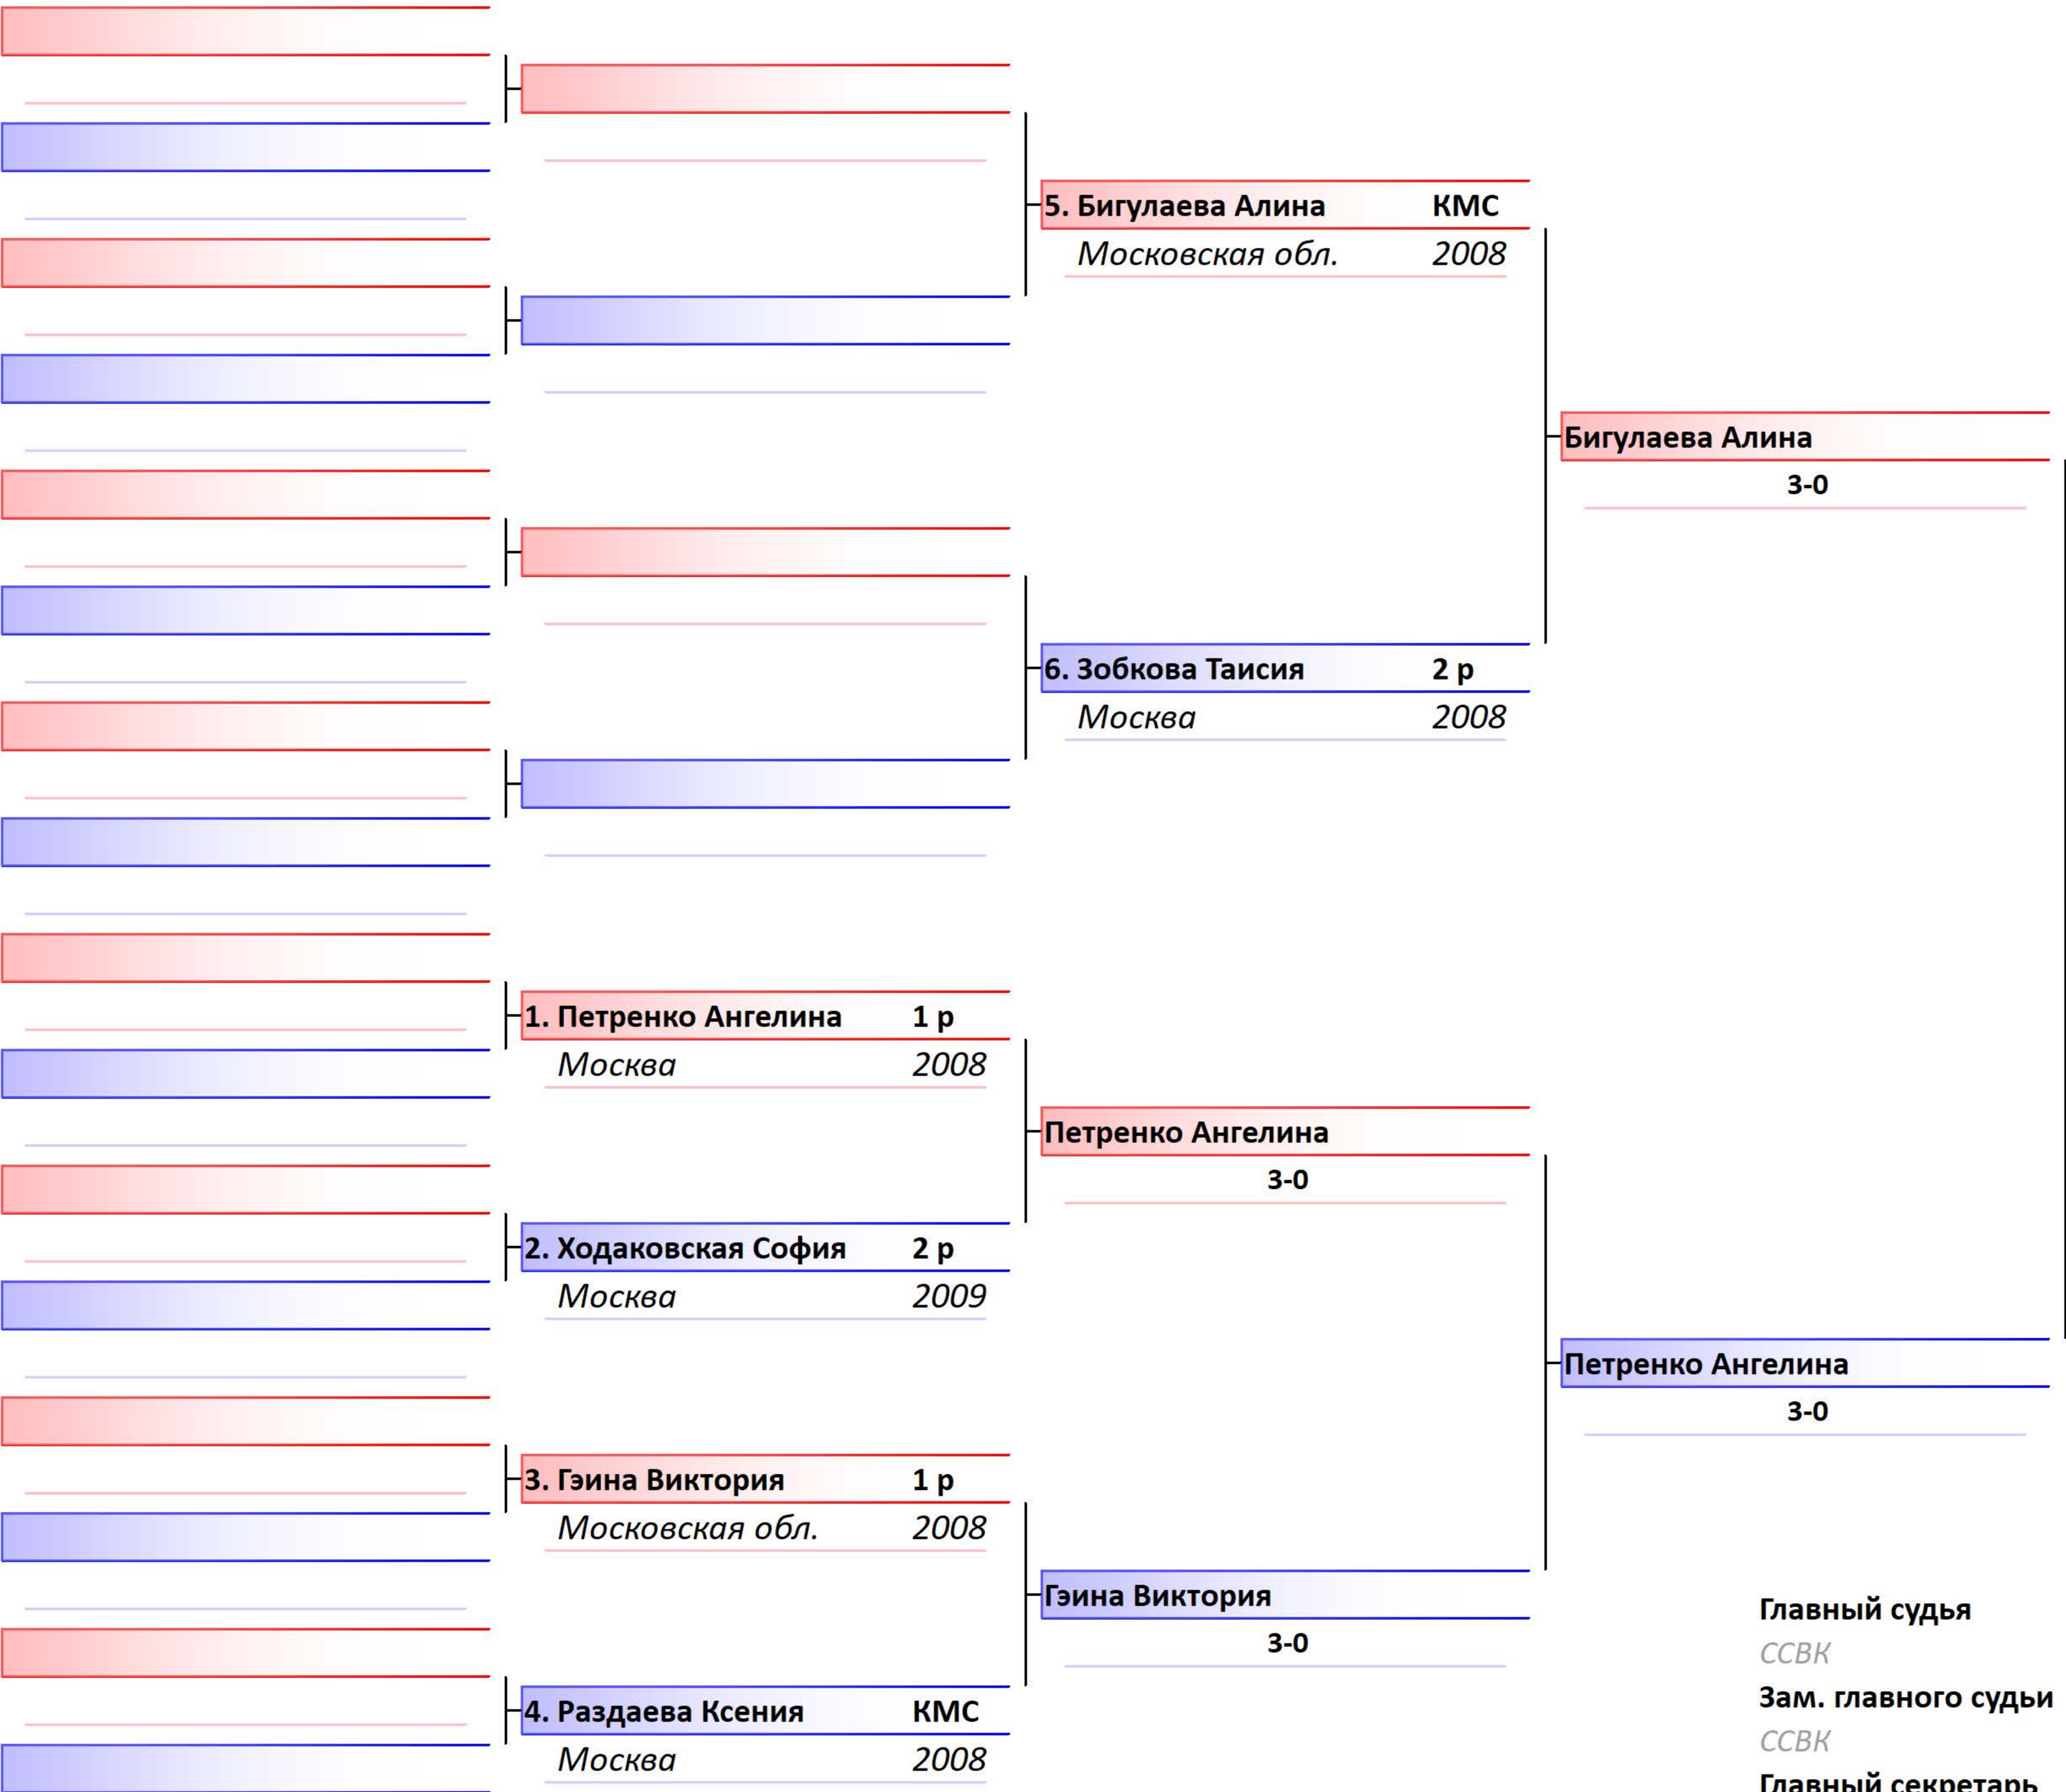 5. Бигулаева Алина КМС
Московская обл. 2008
Бигулаева Алина
3-0
6. Зобкова Таисия 2 р
Москва 2008
1. Петренко Ангелина 1 р
Москва 2008
Петренко Ангелина
3-0
2. Ходаковская София 2 р
Москва 2009
Петренко Ангелина
3-0
3. Гэина Виктория 1 р
Московская обл. 2008
Гэина Виктория
3-0
4. Раздаева Ксения КМС
Москва 2008
Главный судья
ССВК
Зам. главного судьи
ССВК
Главный секретарь